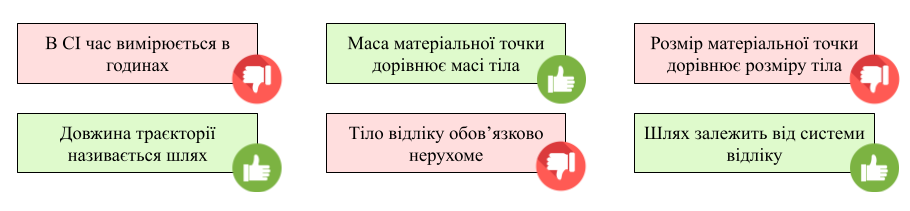 В СІ час вимірюється в
годинах
Маса матеріальної точки
дорівнює масі тіла
Розмір матеріальної точки
дорівнює розміру тіла
Довжина траєкторії
називається шлях
Тіло відліку обов’язково
нерухоме
Шлях залежить від системи
відліку